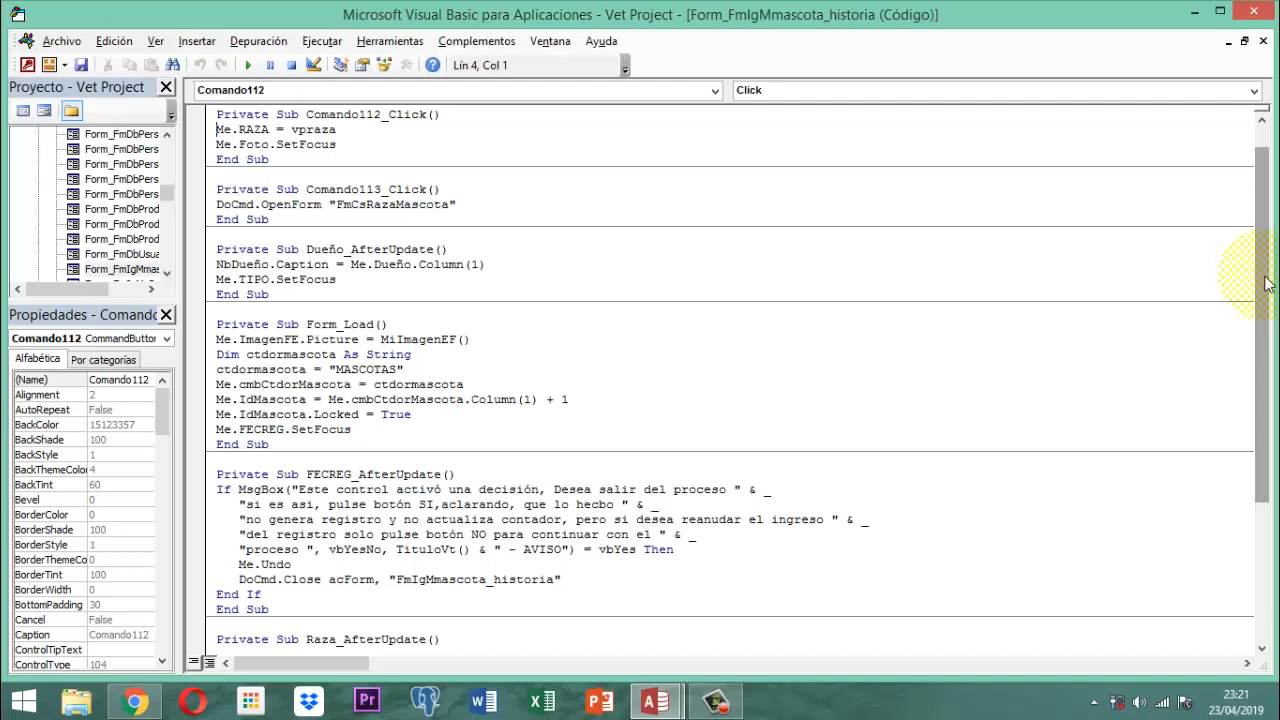 Microsoft Visual Basic para Aplicaciones - Vet Project - [Form_FmIgMmascota_historia (Código)]
Archivo Edición Ver Insertar Depuración Ejecutar Herramientas Complementos Ventana Ayuda
Lín 4, Col 1
Proyecto - Vet Project
Form_FmDbPers
Form_FmDbPers
Form_FmDbPers
Form_FmDbPers
Form_FmDbPers
Form_FmDbProd
Form_FmDbProd
Form_FmDbProd
Form_FmDbUsua
Form_FmIgMmas
Propiedades - Comando
Comando112 CommandButton
Alfabética Por categorías
(Name) Comando112
Alignment 2
AutoRepeat False
BackColor 15123357
BackShade 100
BackStyle 1
BackThemeColor 4
BackTint 60
Bevel 0
BorderColor 0
BorderShade 100
BorderStyle 1
BorderThemeCo 0
BorderTint 100
BorderWidth 0
BottomPadding 30
Cancel False
Caption Comando112
ControlTipText
ControlType 104
Comando112 Click
Private Sub Comando112_Click()
Me.RAZA = vpraza
Me.Foto.SetFocus
End Sub
Private Sub Comando113_Click()
DoCmd.OpenForm "FmCsRazaMascota"
End Sub
Private Sub Dueño_AfterUpdate()
NbDueño.Caption = Me.Dueño.Column(1)
Me.TIPO.SetFocus
End Sub
Private Sub Form_Load()
Me.ImagenFE.Picture = MiImagenEF()
Dim ctdormascota As String
ctdormascota = "MASCOTAS"
Me.cmbCtdorMascota = ctdormascota
Me.IdMascota = Me.cmbCtdorMascota.Column(1) + 1
Me.IdMascota.Locked = True
Me.FECREG.SetFocus
End Sub
Private Sub FECREG_AfterUpdate()
If MsgBox("Este control activó una decisión, Desea salir del proceso " & _
"si es asi, pulse botón SI,aclarando, que lo hecbo " & _
"no genera registro y no actualiza contador, pero si desea reanudar el ingreso " & _
"del registro solo pulse botón NO para continuar con el " & _
"proceso ", vbYesNo, TituloVt() & " - AVISO") = vbYes Then
Me.Undo
DoCmd.Close acForm, "FmIgMmascota_historia"
End If
End Sub
Private Sub Raza_AfterUpdate()
23:21
23/04/2019